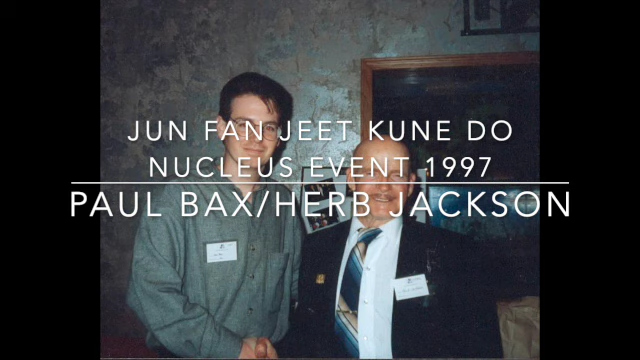 JUN FAN JEET KUNE DO
NUCLEUS EVENT 1997
PAUL BAX/HERB JACKSON